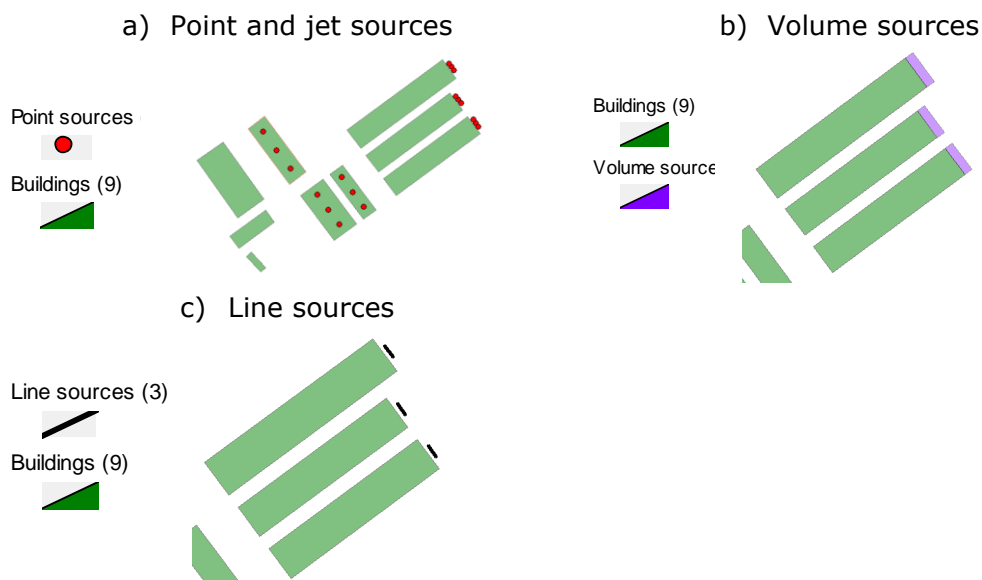 a) Point and jet sources
Point sources
Buildings (9)
b) Volume sources
Buildings (9)
Volume source
c) Line sources
Line sources (3)
Buildings (9)